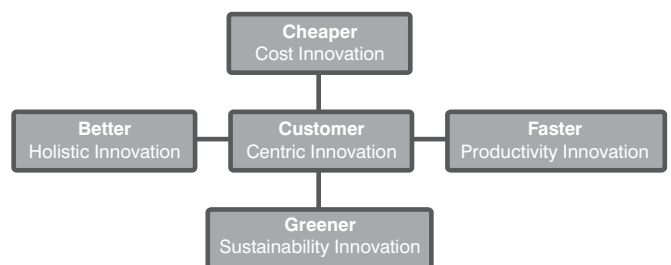 Cheaper
Cost Innovation
Better
Holistic Innovation
Customer
Centric Innovation
Faster
Productivity Innovation
Greener
Sustainability Innovation